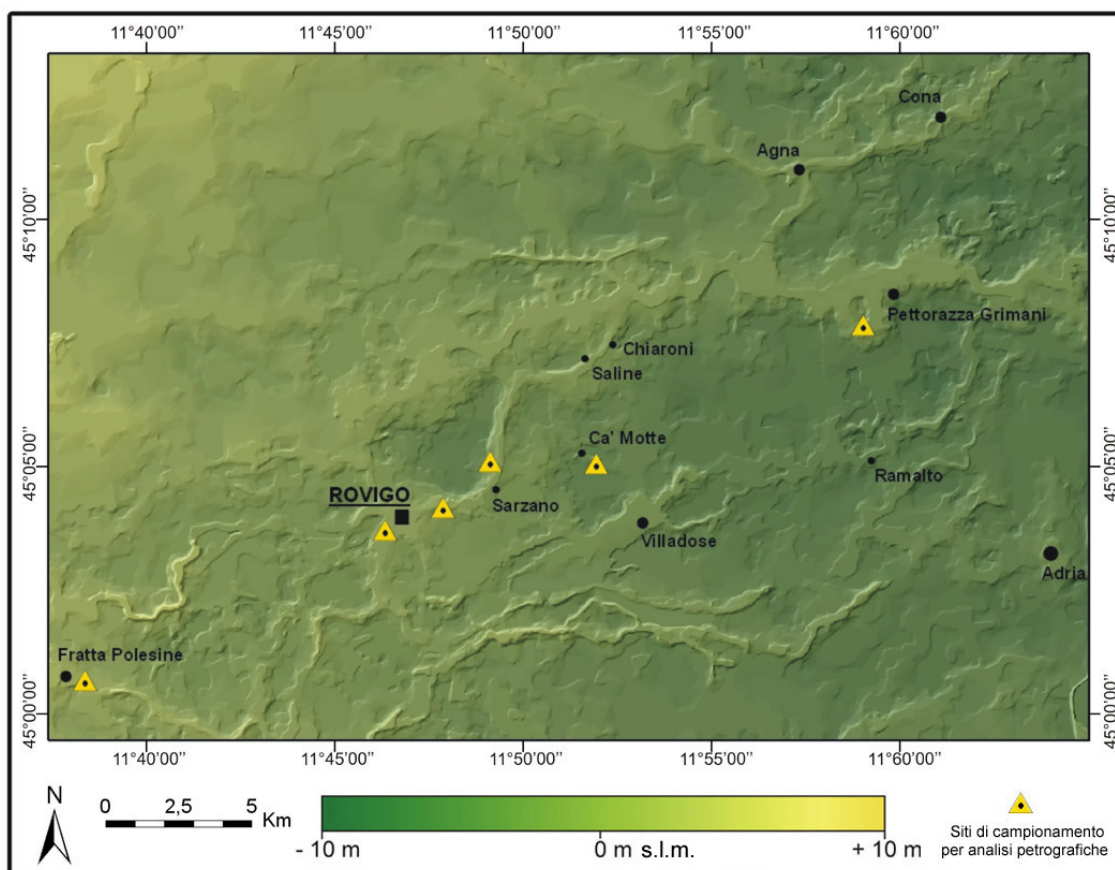 11°40'00'' 11°45'00'' 11°50'00'' 11°55'00'' 11°60'00''
Cona
Agna
45°10'00'' 45°10'00''
Pettorazza Grimani
Chiaroni
Saline
Ca' Motte
45°05'00'' 45°05'00''
Ramalto
ROVIGO
Sarzano
Villadose
Adria
Fratta Polesine
45°00'00'' 45°00'00''
11°40'00'' 11°45'00'' 11°50'00'' 11°55'00'' 11°60'00''
N
0 2,5 5
Km
- 10 m 0 m s.l.m. + 10 m
Siti di campionamento
per analisi petrografiche